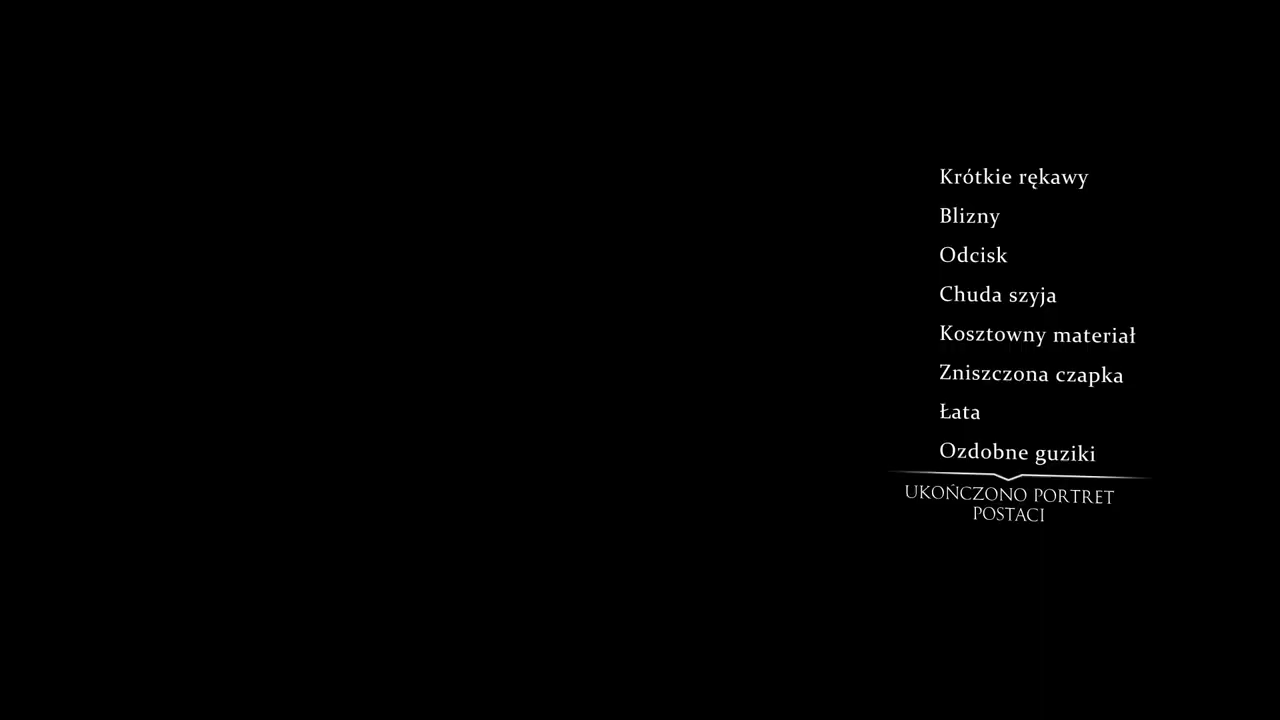 Krótkie rękawy
Blizny
Odcisk
Chuda szyja
Kosztowny materiał
Zniszczona czapka
Łata
Ozdobne guziki
UKOŃCZONO PORTRET
POSTACI